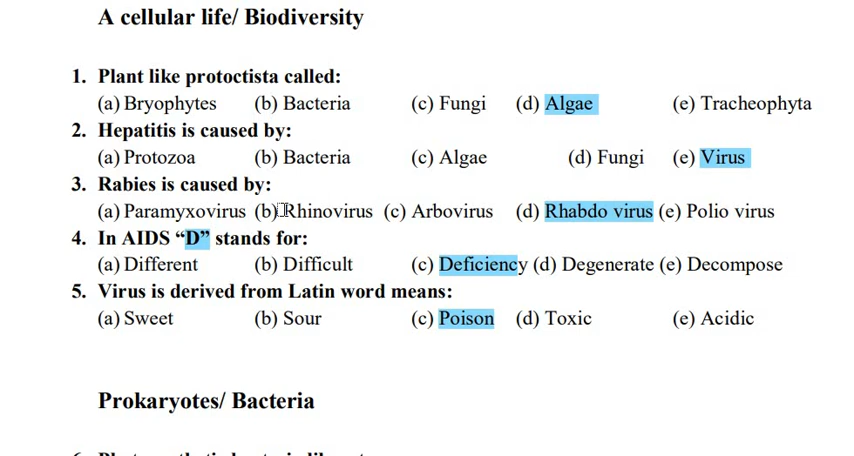 A cellular life/ Biodiversity
1. Plant like protoctista called:
(a) Bryophytes (b) Bacteria (c) Fungi (d) Algae (e) Tracheophyta
2. Hepatitis is caused by:
(a) Protozoa (b) Bacteria (c) Algae (d) Fungi (e) Virus
3. Rabies is caused by:
(a) Paramyxovirus (b) Rhinovirus (c) Arbovirus (d) Rhabdo virus (e) Polio virus
4. In AIDS “D” stands for:
(a) Different (b) Difficult (c) Deficiency (d) Degenerate (e) Decompose
5. Virus is derived from Latin word means:
(a) Sweet (b) Sour (c) Poison (d) Toxic (e) Acidic
Prokaryotes/ Bacteria